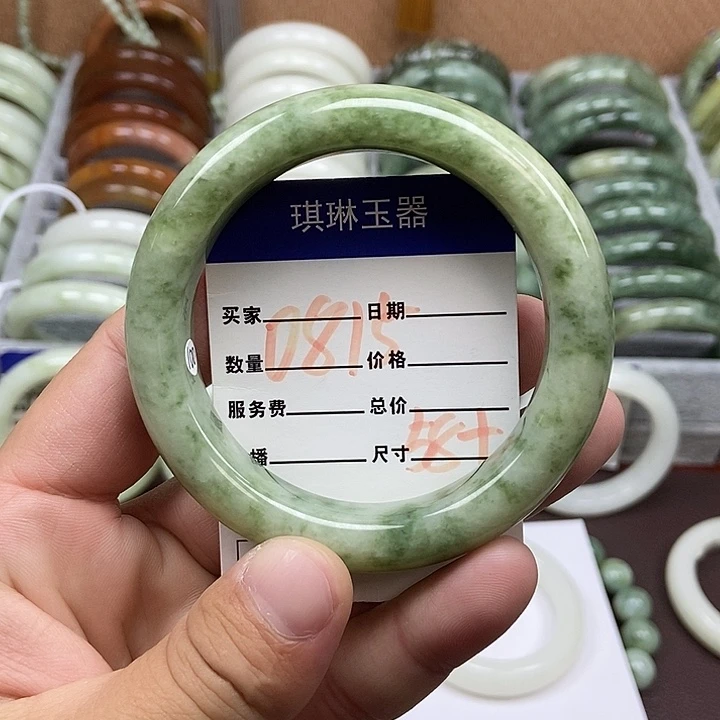 琪琳玉器
买家 日期
0815
数量 价格
服务费 总价
播 尺寸 58+